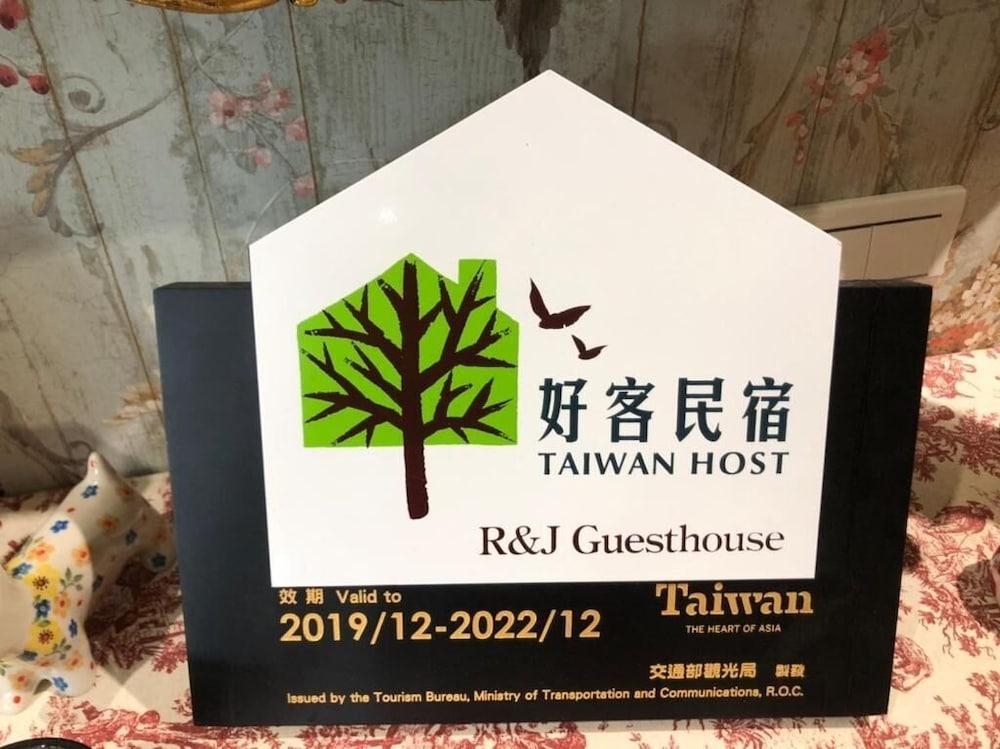 好客民宿
TAIWAN HOST
R&J Guesthouse
效期 Valid to
2019/12-2022/12
Taiwan
THE HEART OF ASIA
交通部觀光局 製發
Issued by the Tourism Bureau, Ministry of Transportation and Communications, R.O.C.